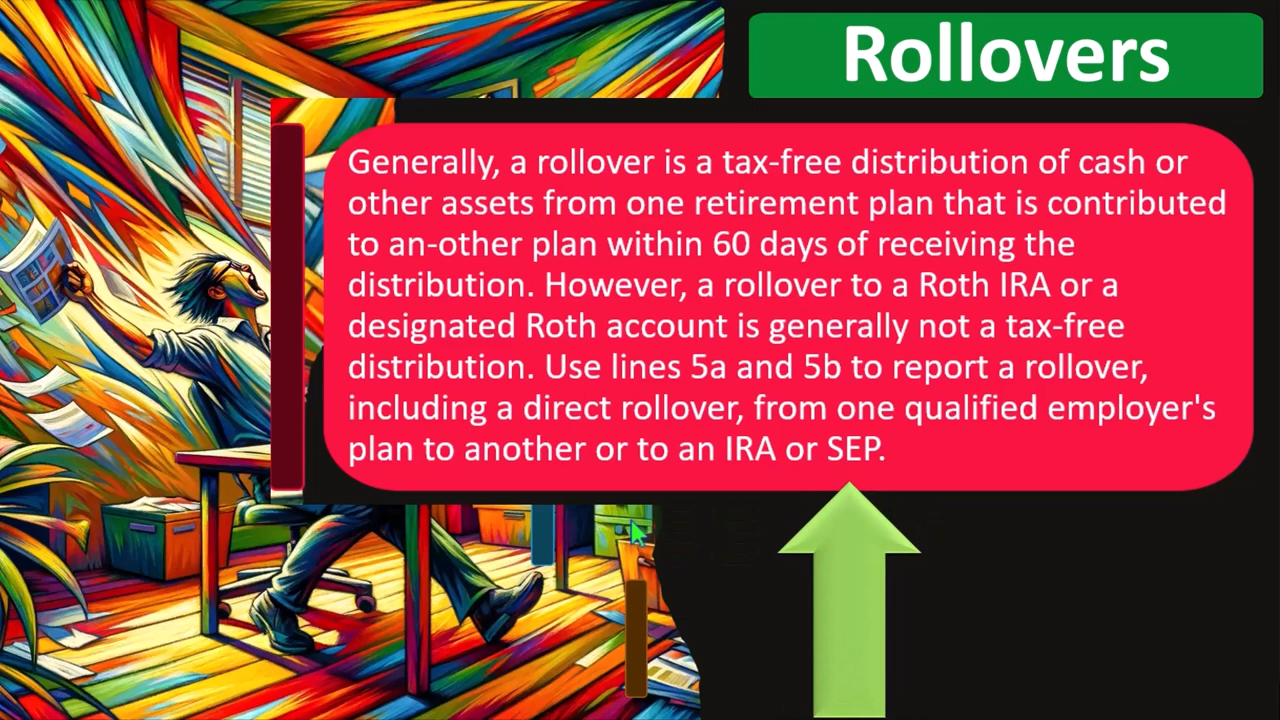 Rollovers
Generally, a rollover is a tax-free distribution of cash or
other assets from one retirement plan that is contributed
to an-other plan within 60 days of receiving the
distribution. However, a rollover to a Roth IRA or a
designated Roth account is generally not a tax-free
distribution. Use lines 5a and 5b to report a rollover,
including a direct rollover, from one qualified employer's
plan to another or to an IRA or SEP.